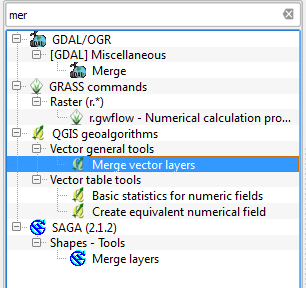 mer
GDAL/OGR
[GDAL] Miscellaneous
Merge
GRASS commands
Raster (r.*)
r.gwflow - Numerical calculation pro...
QGIS geoalgorithms
Vector general tools
Merge vector layers
Vector table tools
Basic statistics for numeric fields
Create equivalent numerical field
SAGA (2.1.2)
Shapes - Tools
Merge layers